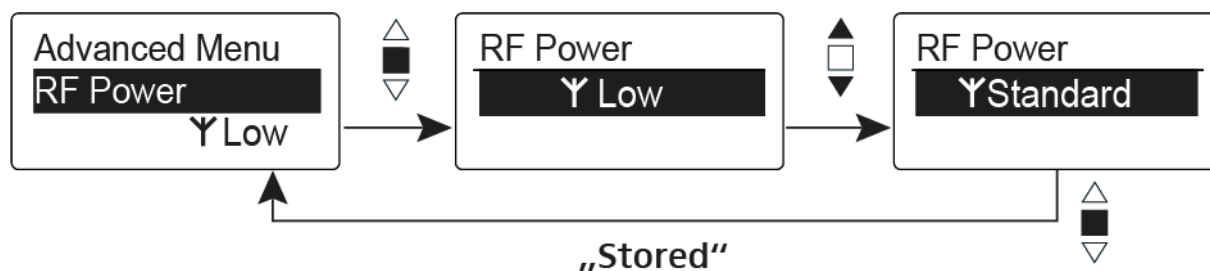 Advanced Menu
RF Power
Low
RF Power
Low
RF Power
Standard
„Stored“